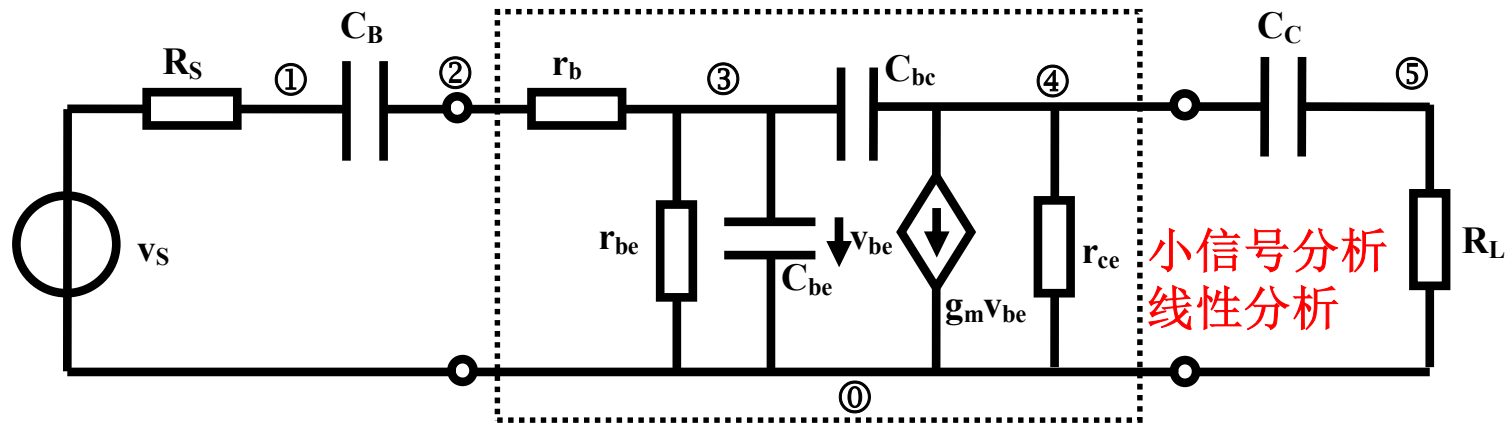 C_B
C_C
R_S
①
②
r_b
③
C_bc
④
⑤
v_S
r_be
C_be
v_be
g_m v_be
r_ce
小信号分析
线性分析
R_L
⓪